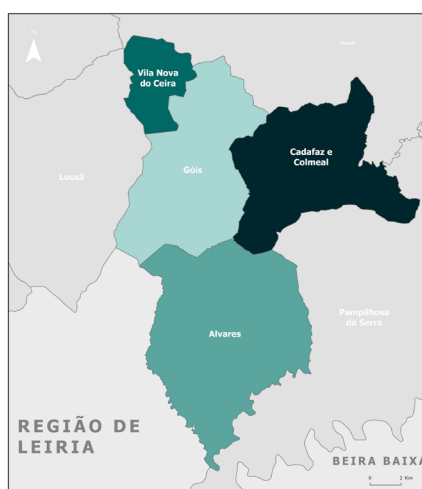 N
Vila Nova
do Ceira
Cadafaz e
Colmeal
Góis
Lousã
Pampilhosa
da Serra
Alvares
REGIÃO DE
LEIRIA
BEIRA BAIXA
0 2 Km